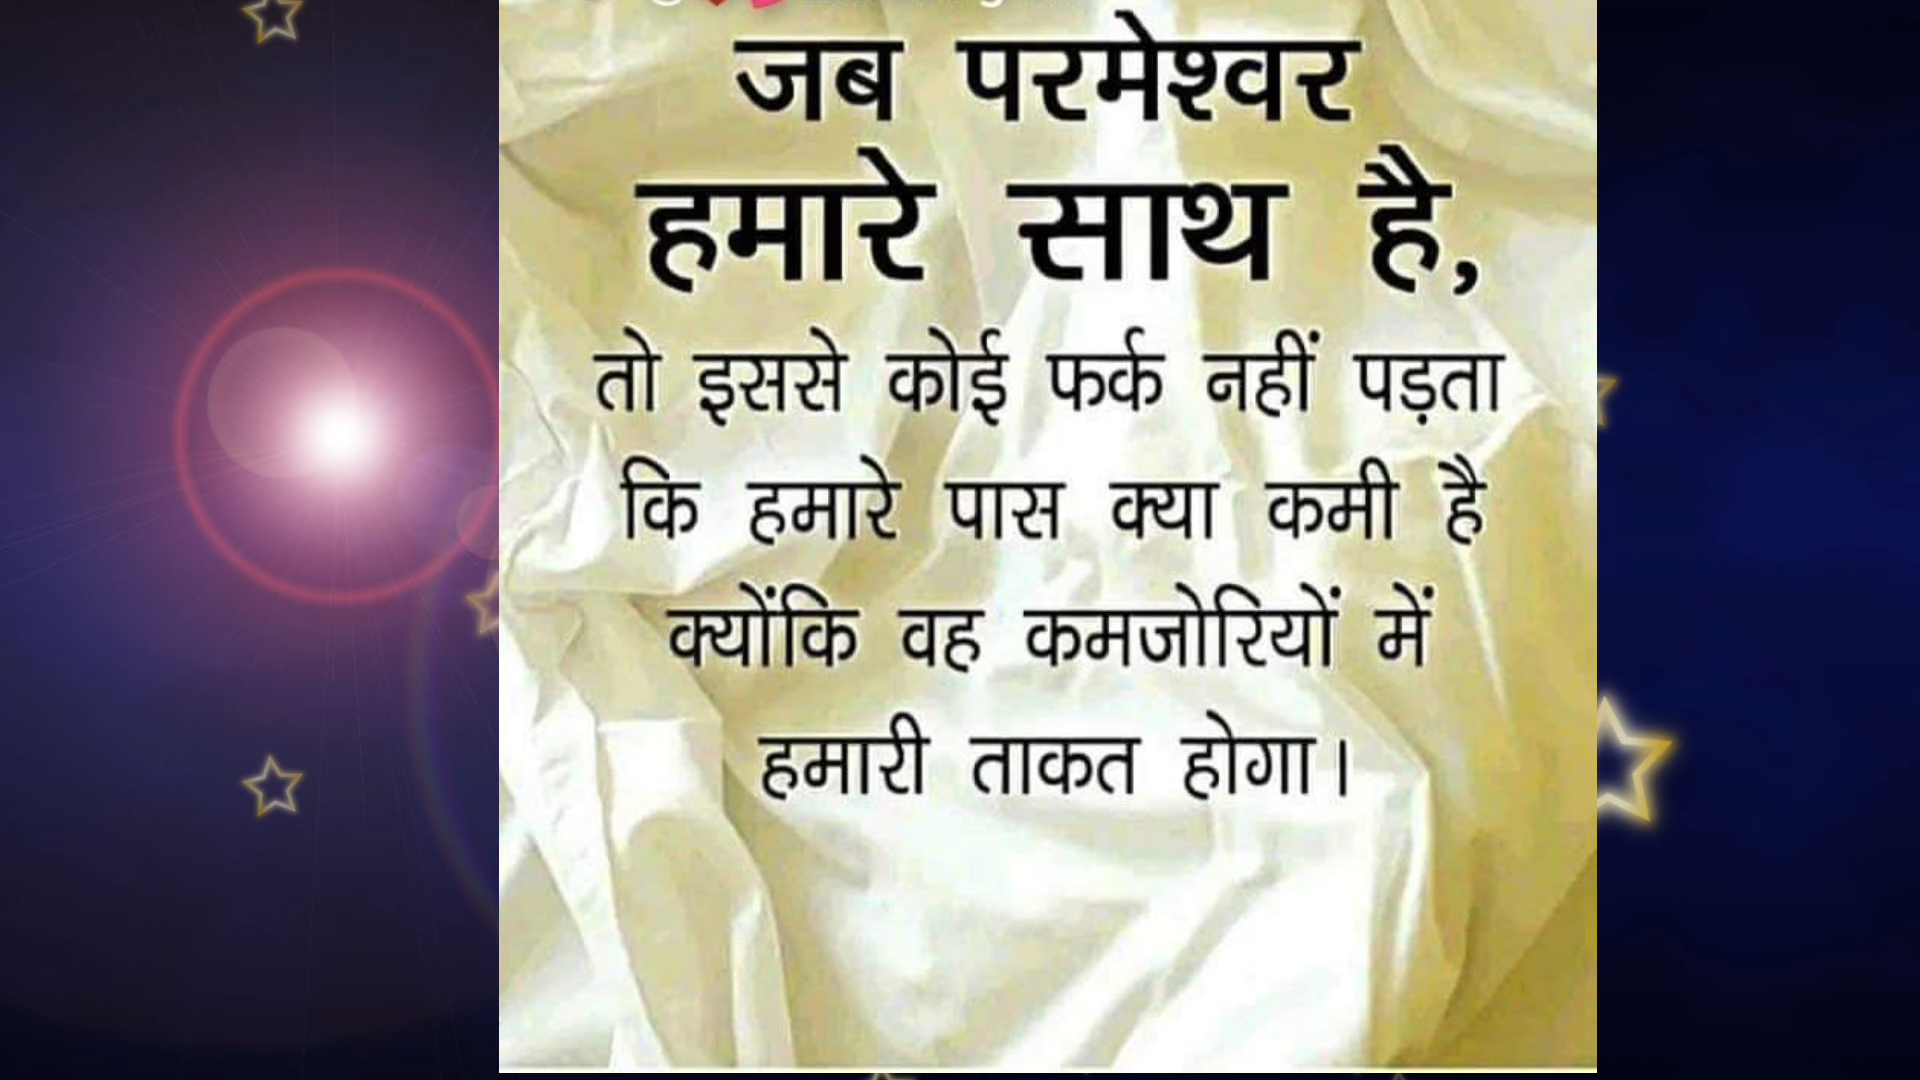 जब परमेश्वर
हमारे साथ है,
तो इससे कोई फर्क नहीं पड़ता
कि हमारे पास क्या कमी है
क्योंकि वह कमजोरियों में
हमारी ताकत होगा।